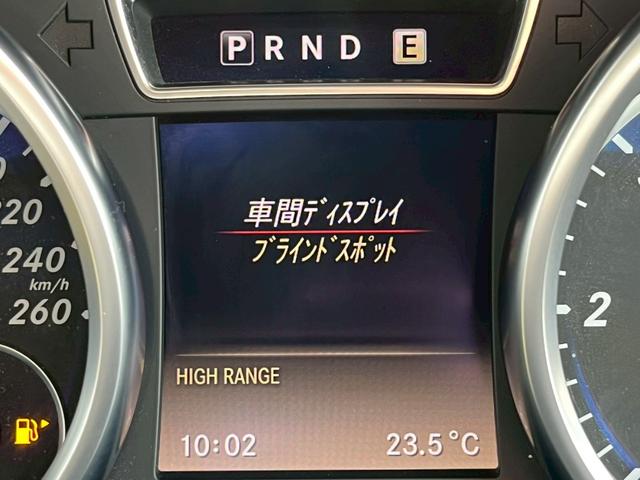 P R N D E
車間ディスプレイ
ブラインドスポット
220
240
km/h
260
2
HIGH RANGE
10:02 23.5°C